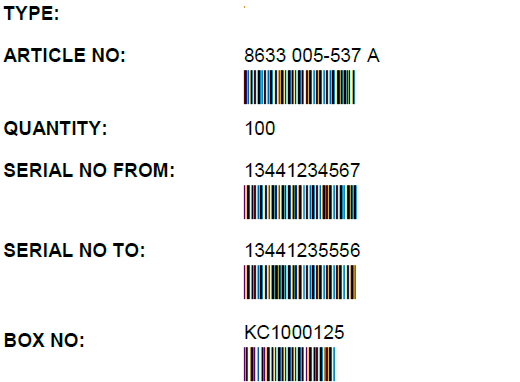 TYPE:
ARTICLE NO: 8633 005-537 A
QUANTITY: 100
SERIAL NO FROM: 13441234567
SERIAL NO TO: 13441235556
BOX NO: KC1000125